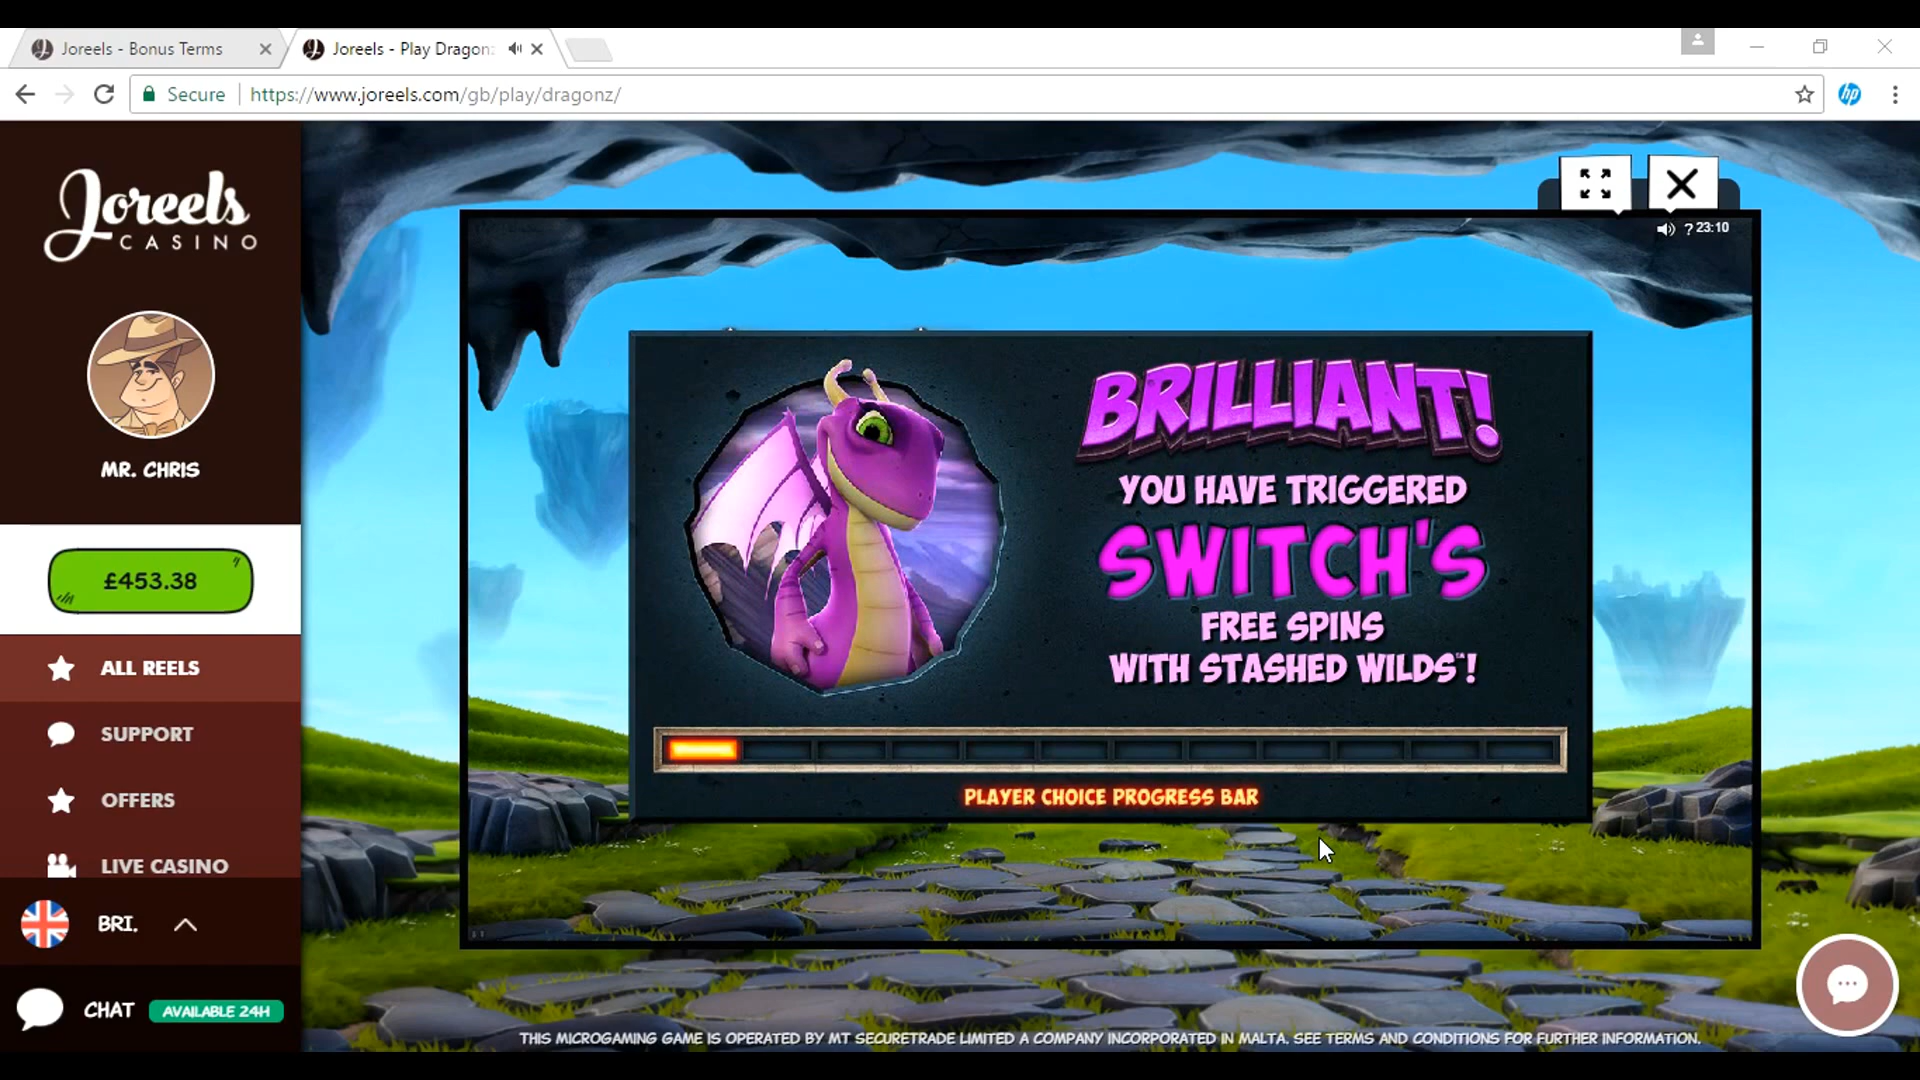 Joreels - Bonus Terms
Joreels - Play Dragonz
Secure
https://www.joreels.com/gb/play/dragonz/
hp
Joreels
CASINO
MR. CHRIS
£453.38
ALL REELS
SUPPORT
OFFERS
LIVE CASINO
BRI.
CHAT
AVAILABLE 24H
? 23:10
BRILLIANT!
YOU HAVE TRIGGERED
SWITCH'S
FREE SPINS
WITH STASHED WILDS™!
PLAYER CHOICE PROGRESS BAR
THIS MICROGAMING GAME IS OPERATED BY MT SECURETRADE LIMITED A COMPANY INCORPORATED IN MALTA. SEE TERMS AND CONDITIONS FOR FURTHER INFORMATION.